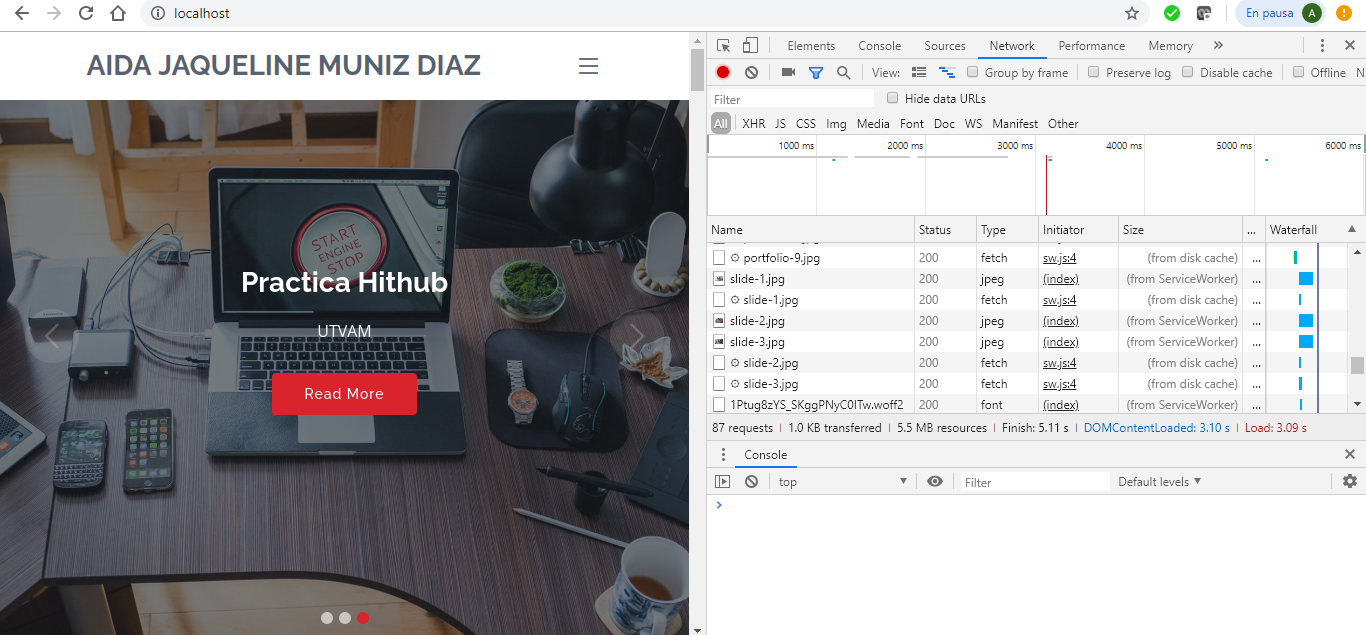 localhost
En pausa A
AIDA JAQUELINE MUNIZ DIAZ
START
ENGINE
STOP
Practica Hithub
UTVAM
Read More
Elements Console Sources Network Performance Memory »
View: Group by frame Preserve log Disable cache Offline N
Filter Hide data URLs
All XHR JS CSS Img Media Font Doc WS Manifest Other
1000 ms 2000 ms 3000 ms 4000 ms 5000 ms 6000 ms
Name Status Type Initiator Size ... Waterfall
portfolio-9.jpg 200 fetch sw.js:4 (from disk cache) ...
slide-1.jpg 200 jpeg (index) (from ServiceWorker) ...
slide-1.jpg 200 fetch sw.js:4 (from disk cache) ...
slide-2.jpg 200 jpeg (index) (from ServiceWorker) ...
slide-3.jpg 200 jpeg (index) (from ServiceWorker) ...
slide-2.jpg 200 fetch sw.js:4 (from disk cache) ...
slide-3.jpg 200 fetch sw.js:4 (from disk cache) ...
1Ptug8zYS_SKggPNyC0ITw.woff2 200 font (index) (from ServiceWorker) ...
87 requests 1.0 KB transferred 5.5 MB resources Finish: 5.11 s DOMContentLoaded: 3.10 s Load: 3.09 s
Console
top Filter Default levels